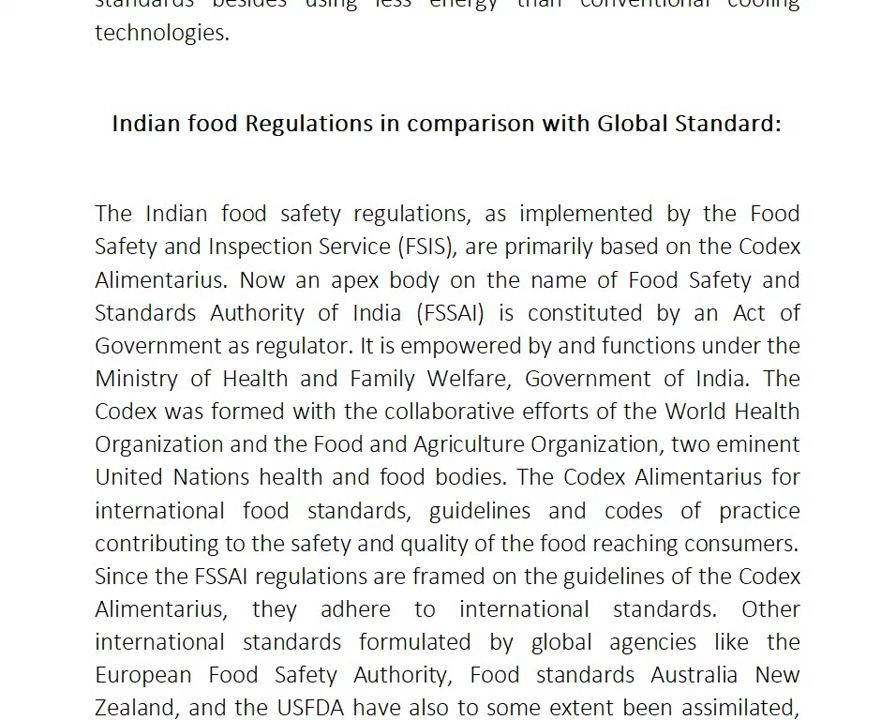 standards besides using less energy than conventional cooling
technologies.
Indian food Regulations in comparison with Global Standard:
The Indian food safety regulations, as implemented by the Food
Safety and Inspection Service (FSIS), are primarily based on the Codex
Alimentarius. Now an apex body on the name of Food Safety and
Standards Authority of India (FSSAI) is constituted by an Act of
Government as regulator. It is empowered by and functions under the
Ministry of Health and Family Welfare, Government of India. The
Codex was formed with the collaborative efforts of the World Health
Organization and the Food and Agriculture Organization, two eminent
United Nations health and food bodies. The Codex Alimentarius for
international food standards, guidelines and codes of practice
contributing to the safety and quality of the food reaching consumers.
Since the FSSAI regulations are framed on the guidelines of the Codex
Alimentarius, they adhere to international standards. Other
international standards formulated by global agencies like the
European Food Safety Authority, Food standards Australia New
Zealand, and the USFDA have also to some extent been assimilated,